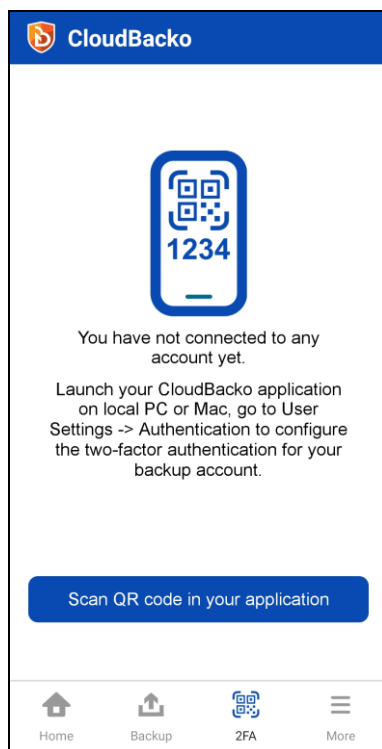 CloudBacko
1234
You have not connected to any
account yet.
Launch your CloudBacko application
on local PC or Mac, go to User
Settings -> Authentication to configure
the two-factor authentication for your
backup account.
Scan QR code in your application
Home Backup 2FA More